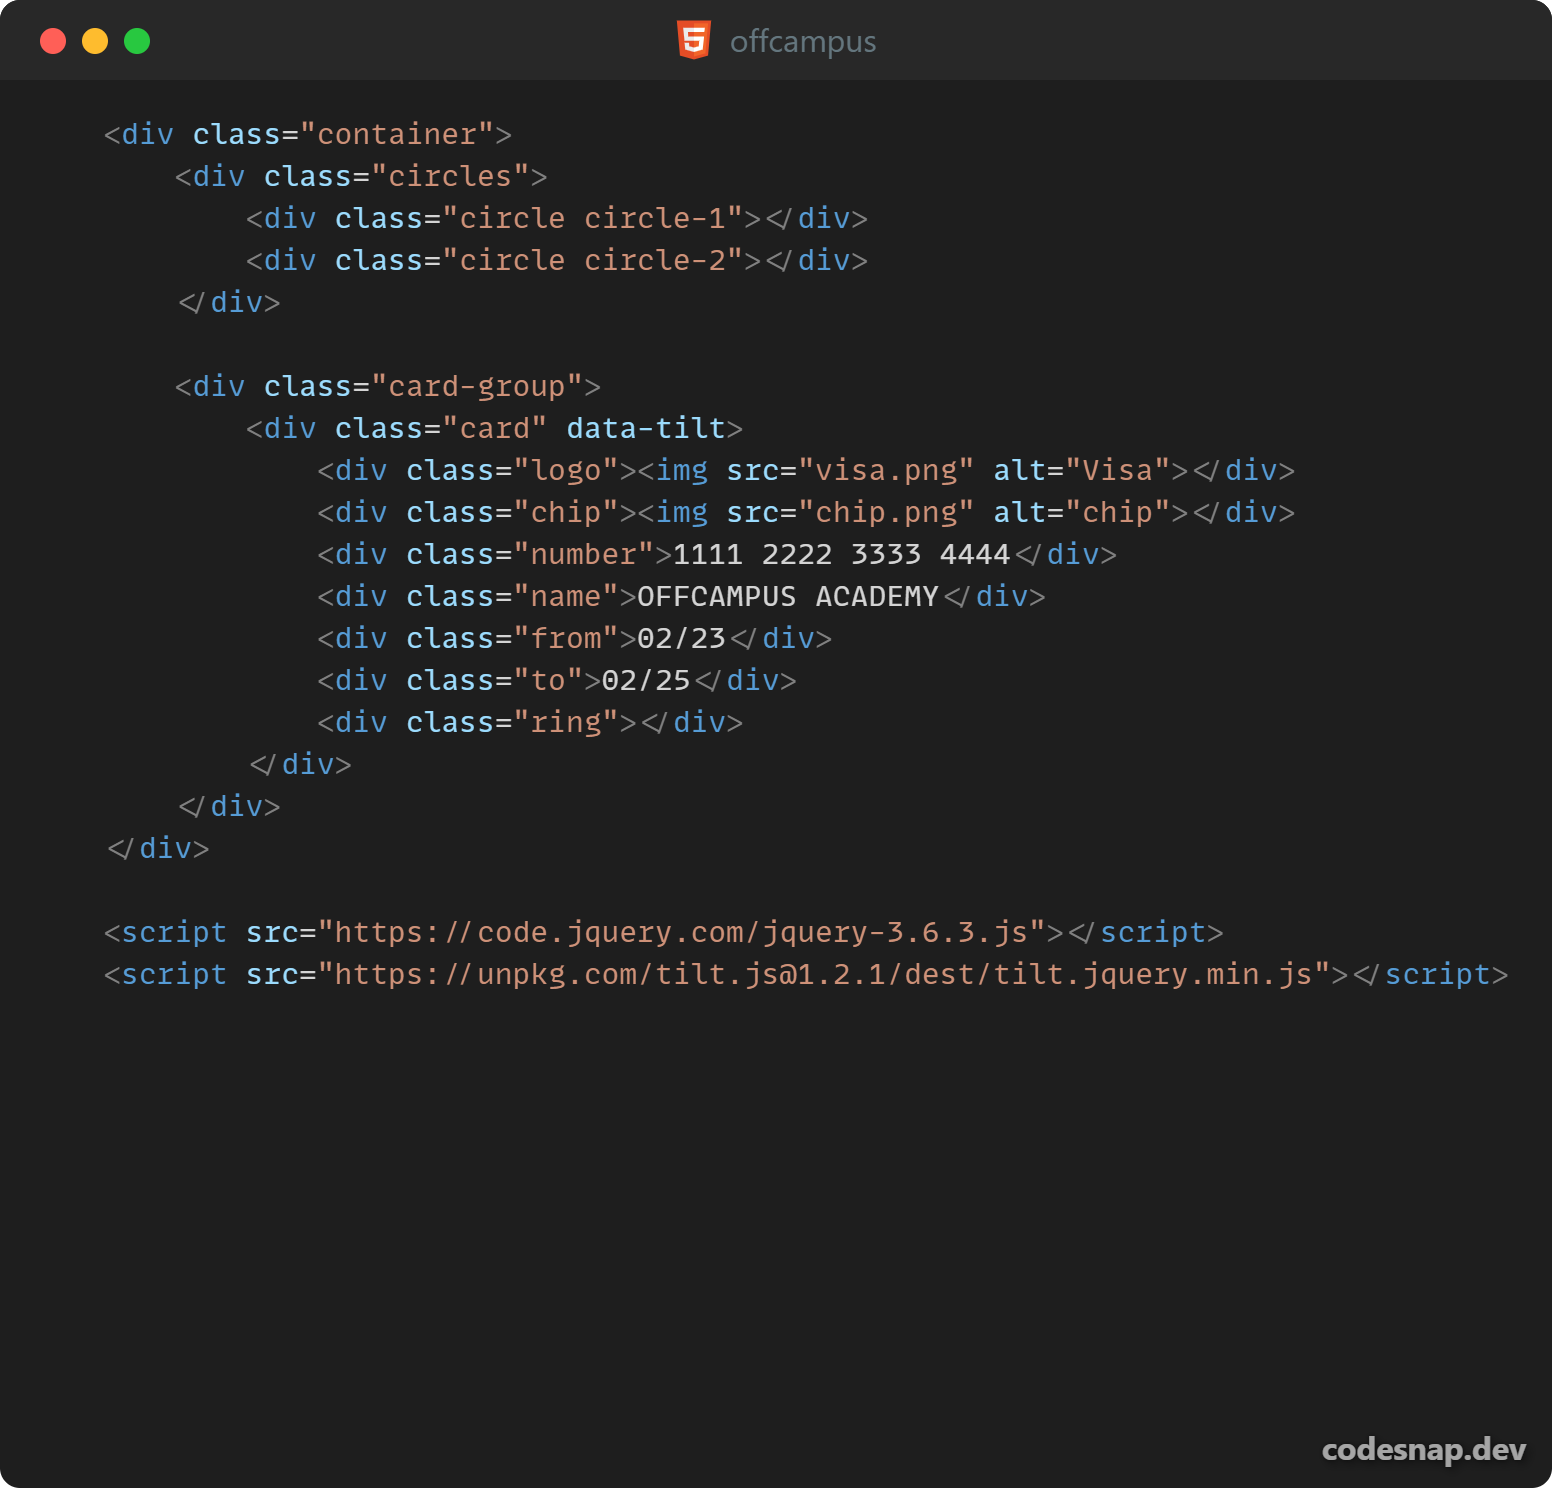 5 offcampus
<div class="container">
    <div class="circles">
        <div class="circle circle-1"></div>
        <div class="circle circle-2"></div>
    </div>

    <div class="card-group">
        <div class="card" data-tilt>
            <div class="logo"><img src="visa.png" alt="Visa"></div>
            <div class="chip"><img src="chip.png" alt="chip"></div>
            <div class="number">1111 2222 3333 4444</div>
            <div class="name">OFFCAMPUS ACADEMY</div>
            <div class="from">02/23</div>
            <div class="to">02/25</div>
            <div class="ring"></div>
        </div>
    </div>
</div>

<script src="https://code.jquery.com/jquery-3.6.3.js"></script>
<script src="https://unpkg.com/tilt.js@1.2.1/dest/tilt.jquery.min.js"></script>
codesnap.dev